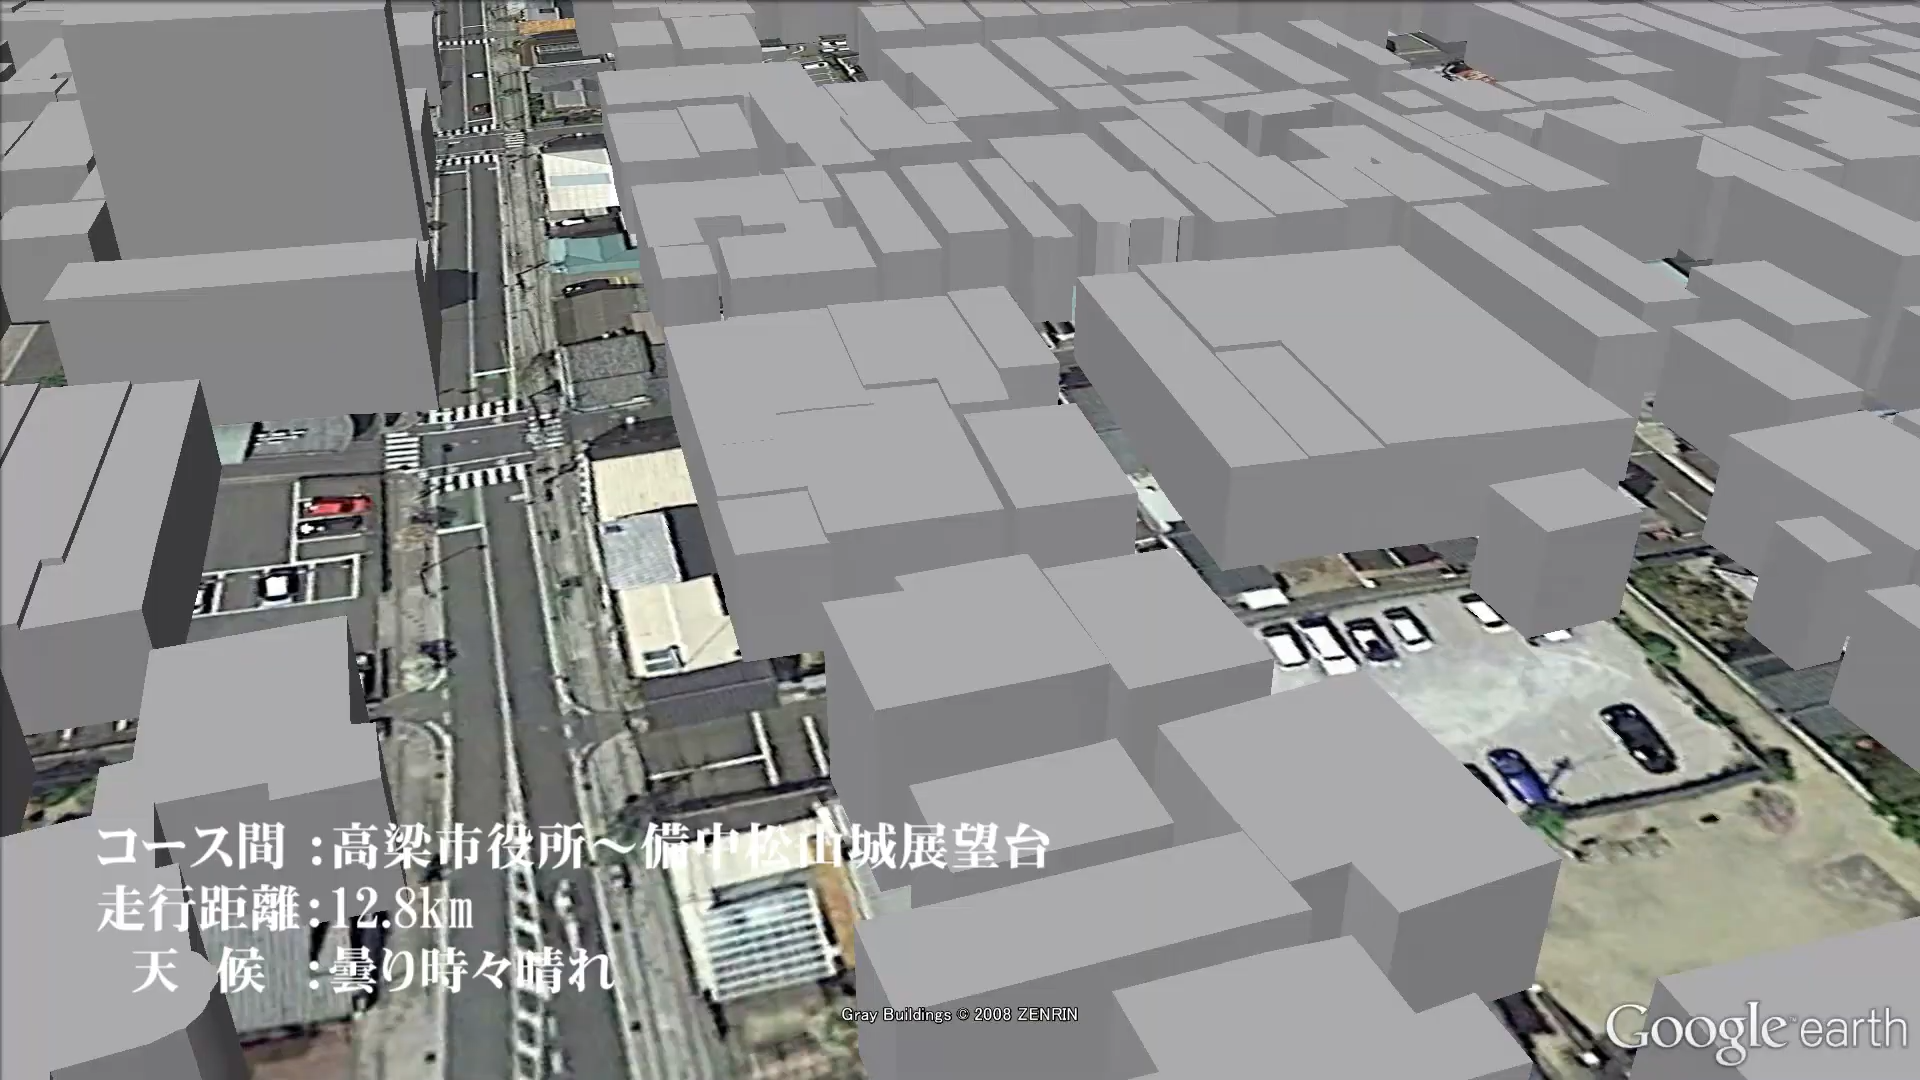 コース間 :高梁市役所～備中松山城展望台
走行距離:12.8km
天 候 :曇り時々晴れ
Gray Buildings © 2008 ZENRIN
Google earth